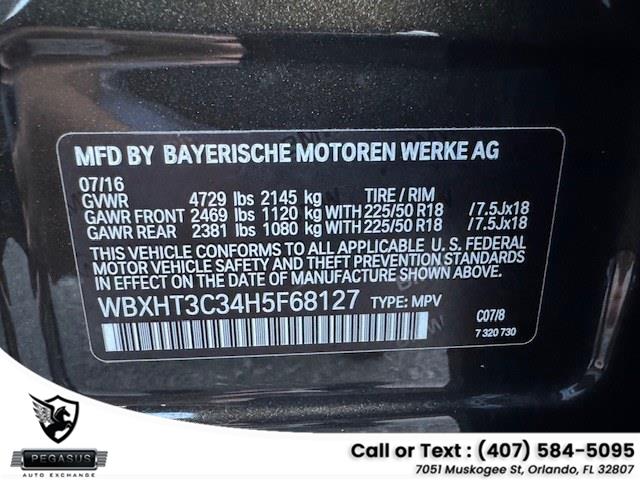 MFD BY BAYERISCHE MOTOREN WERKE AG
07/16
GVWR 4729 lbs 2145 kg TIRE / RIM
GAWR FRONT 2469 lbs 1120 kg WITH 225/50 R18 /7.5Jx18
GAWR REAR 2381 lbs 1080 kg WITH 225/50 R18 /7.5Jx18
THIS VEHICLE CONFORMS TO ALL APPLICABLE U. S. FEDERAL
MOTOR VEHICLE SAFETY AND THEFT PREVENTION STANDARDS
IN EFFECT ON THE DATE OF MANUFACTURE SHOWN ABOVE.
WBXHT3C34H5F68127 TYPE: MPV
C07/8
7 320 730
PEGASUS
AUTO EXCHANGE
Call or Text : (407) 584-5095
7051 Muskogee St, Orlando, FL 32807